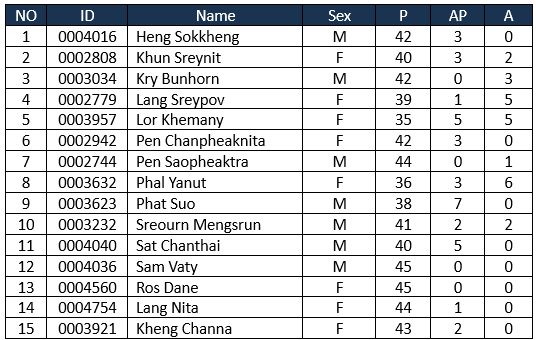 NO ID Name Sex P AP A
1 0004016 Heng Sokkheng M 42 3 0
2 0002808 Khun Sreynit F 40 3 2
3 0003034 Kry Bunhorn M 42 0 3
4 0002779 Lang Sreypov F 39 1 5
5 0003957 Lor Khemany F 35 5 5
6 0002942 Pen Chanpheaknita F 42 3 0
7 0002744 Pen Saopheaktra M 44 0 1
8 0003632 Phal Yanut F 36 3 6
9 0003623 Phat Suo M 38 7 0
10 0003232 Sreourn Mengsrun M 41 2 2
11 0004040 Sat Chanthai M 40 5 0
12 0004036 Sam Vaty M 45 0 0
13 0004560 Ros Dane F 45 0 0
14 0004754 Lang Nita F 44 1 0
15 0003921 Kheng Channa F 43 2 0